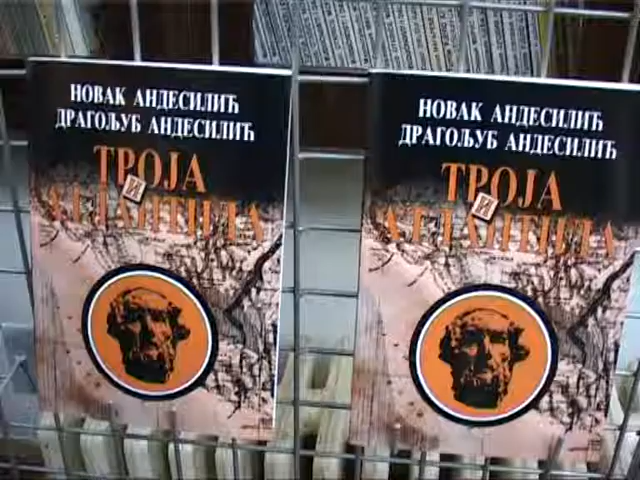 НОВАК АНДЕСИЛИЋ
ДРАГОЉУБ АНДЕСИЛИЋ
ТРОЈА
И
АТЛАНТИДА
НОВАК АНДЕСИЛИЋ
ДРАГОЉУБ АНДЕСИЛИЋ
ТРОЈА
И
АТЛАНТИДА